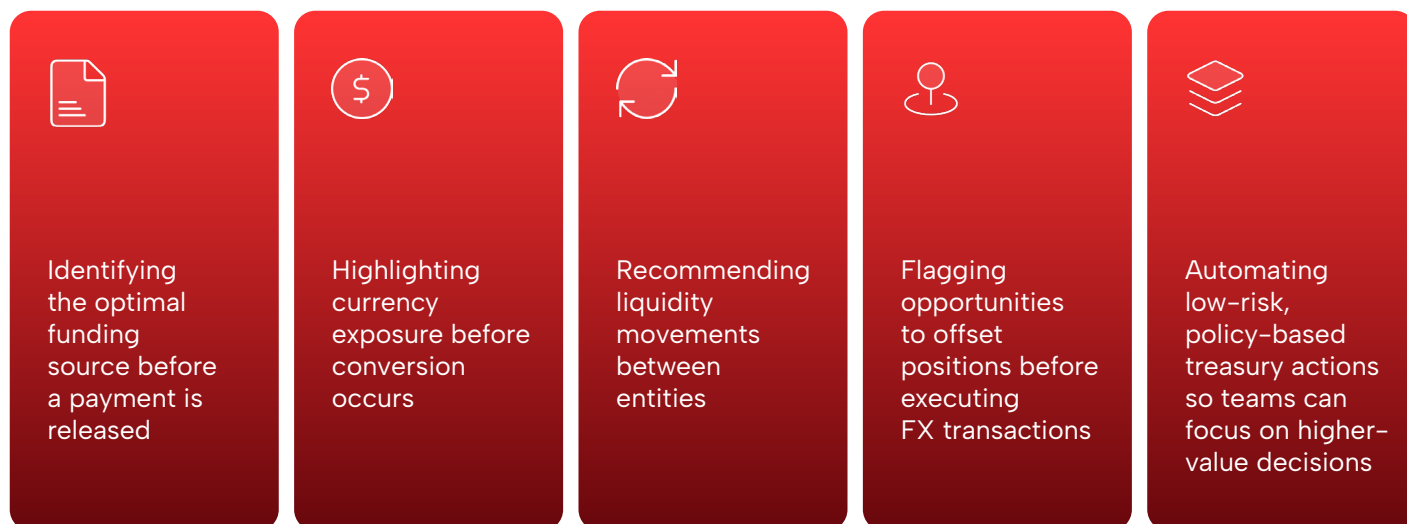 $
Identifying
the optimal
funding
source before
a payment is
released
Highlighting
currency
exposure before
conversion
occurs
Recommending
liquidity
movements
between
entities
Flagging
opportunities
to offset
positions before
executing
FX transactions
Automating
low-risk,
policy-based
treasury actions
so teams can
focus on higher-
value decisions